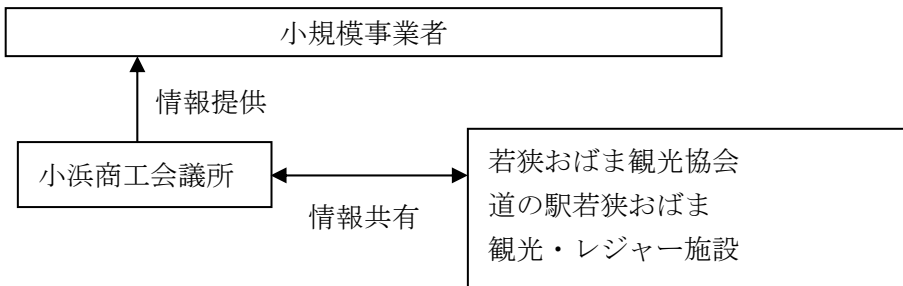 小規模事業者
情報提供
小浜商工会議所
情報共有
若狭おばま観光協会
道の駅若狭おばま
観光・レジャー施設